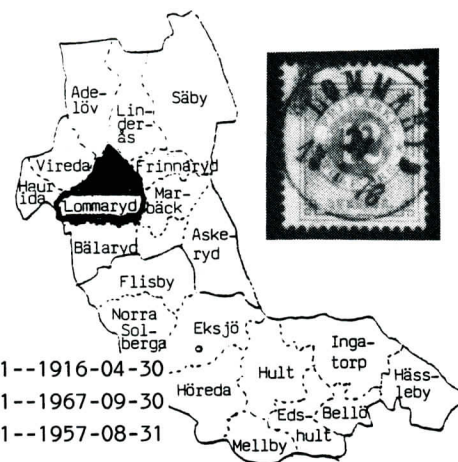 Ade-
löv
Lin-
der-
ås
Säby
Vireda
Frinnaryd
Haur
ida
Mar-
bäck
Lommaryd
Bälaryd
Aske-
ryd
Flisby
Norra
Sol-
berga
Eksjö
Inga-
torp
Hult
Häss-
leby
Höreda
Eds-
hult
Bellö
Mellby
LOMMARYD
1--1916-04-30
1--1967-09-30
1--1957-08-31